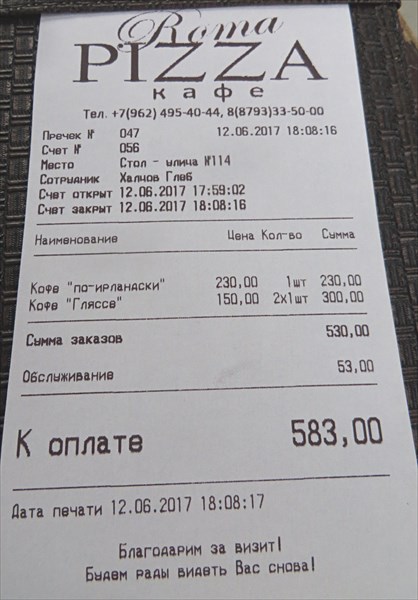 Roma
PIZZA
кафе
Тел. +7(962) 495-40-44, 8(8793)33-50-00
Пречек № 047 12.06.2017 18:08:16
Счет № 056
Место Стол - улица №114
Сотрудник Халцов Глеб
Счет открыт 12.06.2017 17:59:02
Счет закрыт 12.06.2017 18:08:16
Наименование Цена Кол-во Сумма
Кофе "по-ирландски" 230,00 1шт 230,00
Кофе "Гляссе" 150,00 2x1шт 300,00
Сумма заказов 530,00
Обслуживание 53,00
К оплате 583,00
Дата печати 12.06.2017 18:08:17
Благодарим за визит!
Будем рады видеть Вас снова!